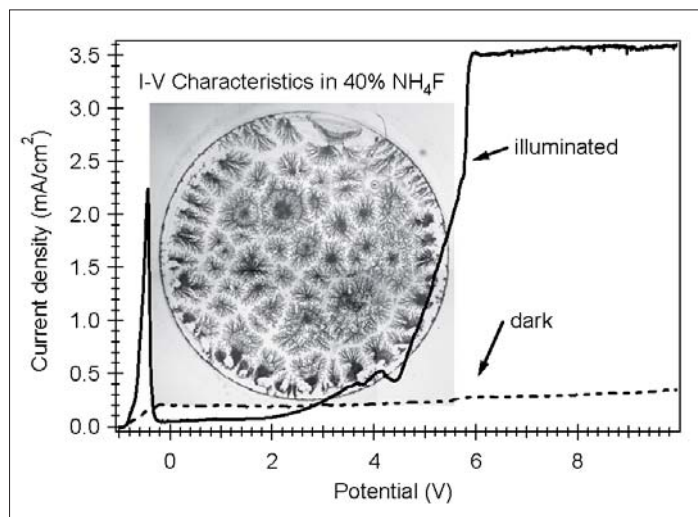 I-V Characteristics in 40% NH₄F
illuminated
dark
Current density (mA/cm²)
3.5
3.0
2.5
2.0
1.5
1.0
0.5
0.0
0 2 4 6 8
Potential (V)